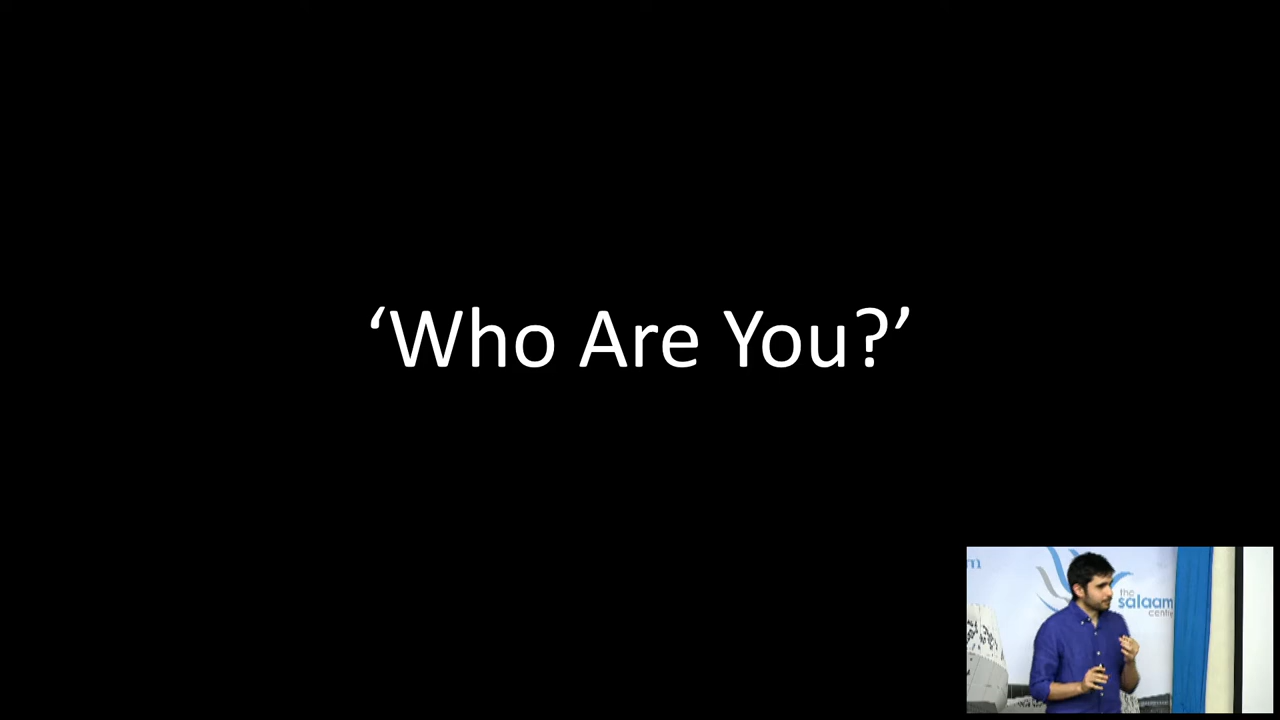 ‘Who Are You?’
m
the
salaam
centre